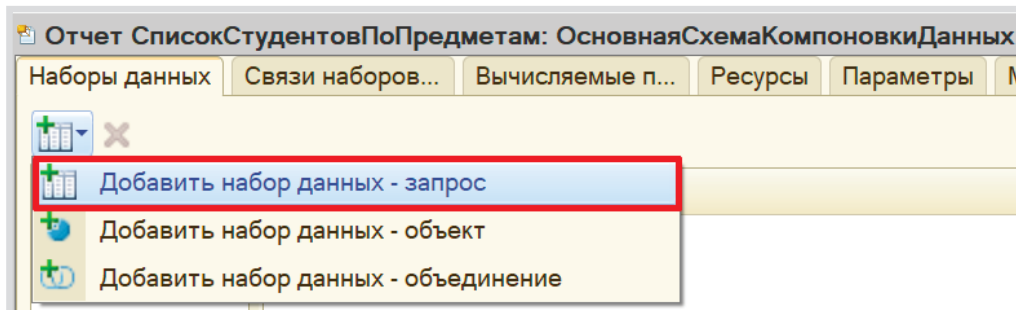 Отчет СписокСтудентовПоПредметам: ОсновнаяСхемаКомпоновкиДанных
Наборы данных Связи наборов... Вычисляемые п... Ресурсы Параметры
Добавить набор данных - запрос
Добавить набор данных - объект
Добавить набор данных - объединение